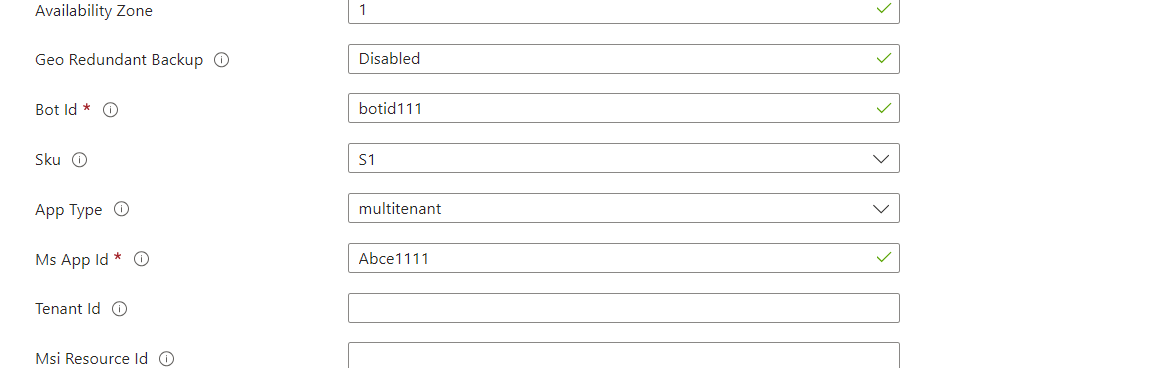 Availability Zone 1
Geo Redundant Backup Disabled
Bot Id * botid111
Sku S1
App Type multitenant
Ms App Id * Abce1111
Tenant Id
Msi Resource Id